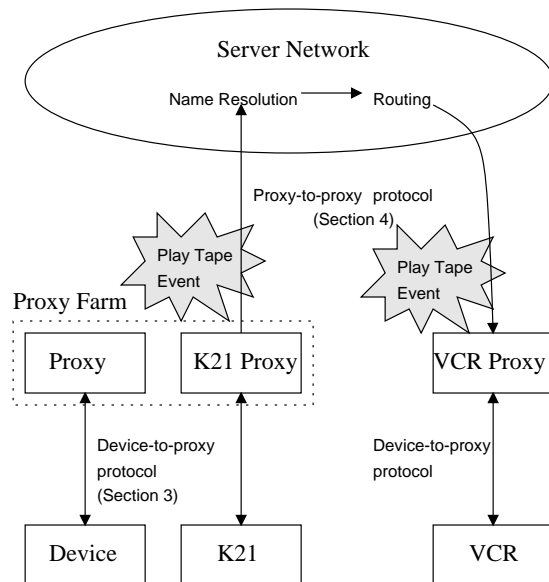 Server Network
Name Resolution
Routing
Proxy-to-proxy protocol
(Section 4)
Play Tape
Event
Play Tape
Event
Proxy Farm
Proxy
K21 Proxy
VCR Proxy
Device-to-proxy
protocol
(Section 3)
Device-to-proxy
protocol
Device
K21
VCR